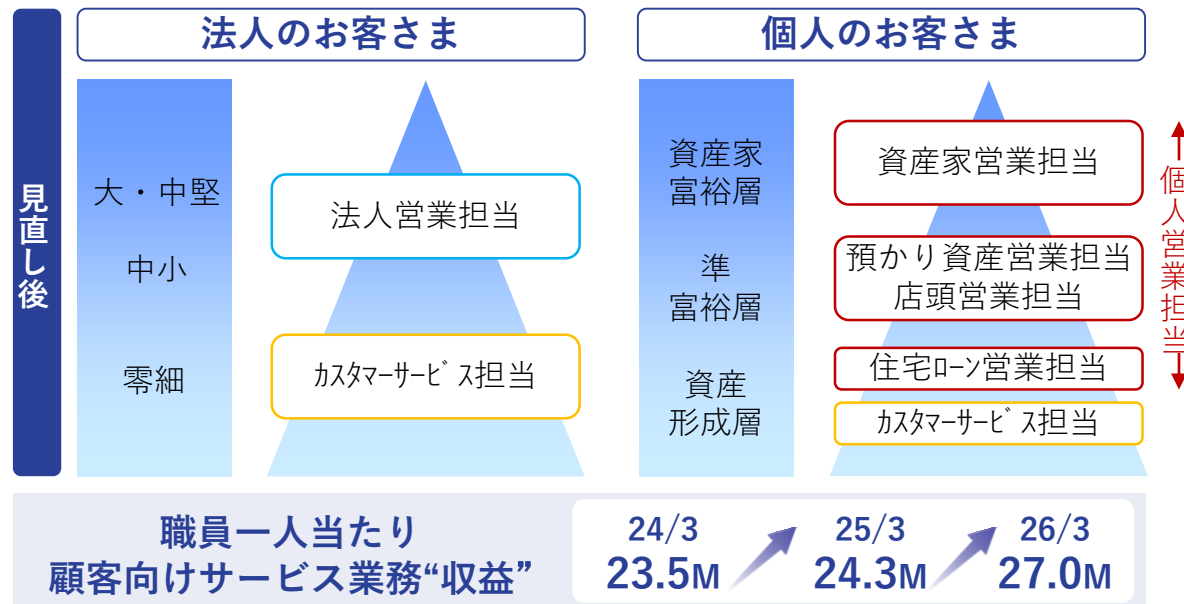 見直し後
法人のお客さま
大・中堅
中小
零細
法人営業担当
ｶｽﾀﾏｰｻｰﾋﾞｽ担当
個人のお客さま
資産家
富裕層
準
富裕層
資産
形成層
資産家営業担当
預かり資産営業担当
店頭営業担当
住宅ﾛｰﾝ営業担当
ｶｽﾀﾏｰｻｰﾋﾞｽ担当
個人営業担当
職員一人当たり
顧客向けサービス業務“収益”
24/3
23.5M
25/3
24.3M
26/3
27.0M